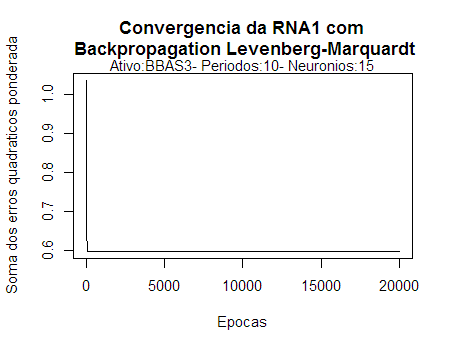 Convergencia da RNA1 com
Backpropagation Levenberg-Marquardt
Ativo:BBAS3- Periodos:10- Neuronios:15
Soma dos erros quadraticos ponderada
1.0
0.9
0.8
0.7
0.6
0
5000
10000
15000
20000
Epocas